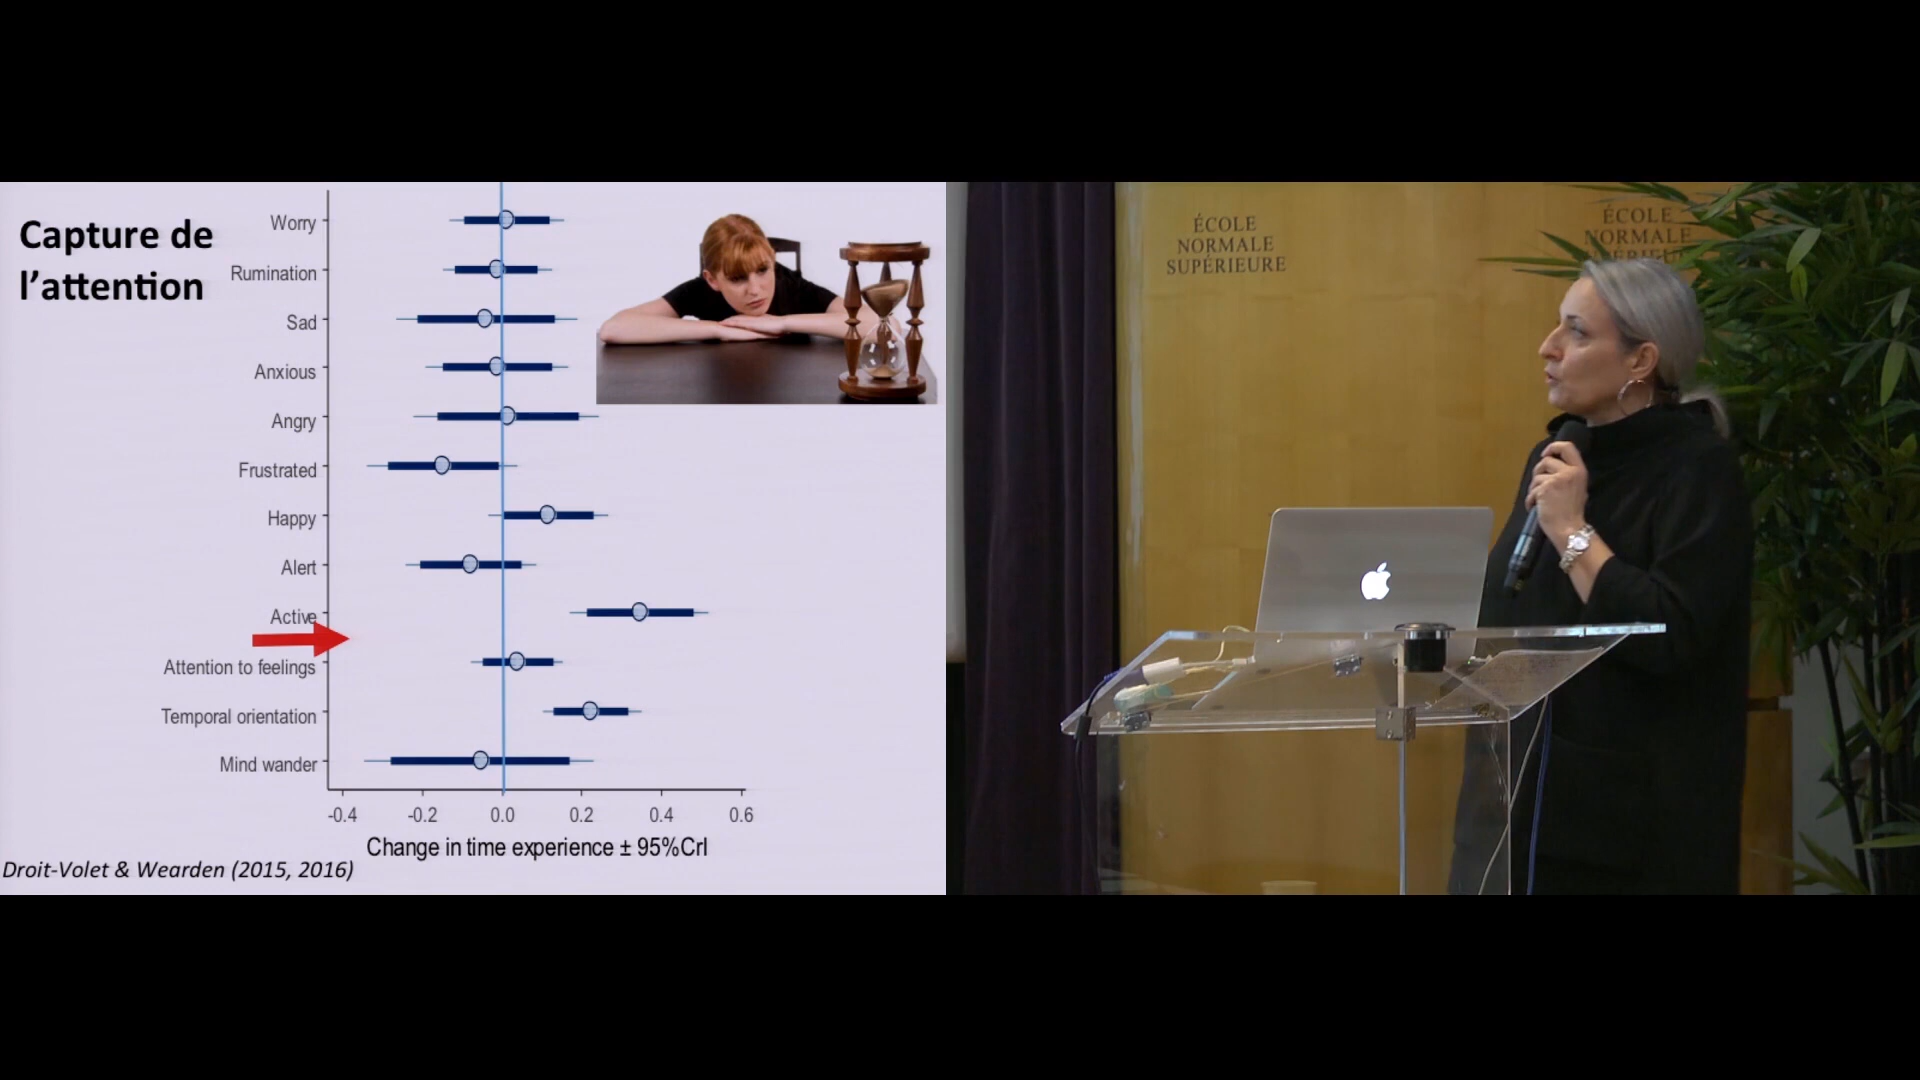 Capture de
l'attention
Worry
Rumination
Sad
Anxious
Angry
Frustrated
Happy
Alert
Active
Attention to feelings
Temporal orientation
Mind wander
-0.4 -0.2 0.0 0.2 0.4 0.6
Change in time experience ± 95%CrI
Droit-Volet & Wearden (2015, 2016)
ÉCOLE
NORMALE
SUPÉRIEURE
ÉCOLE
NORMALE